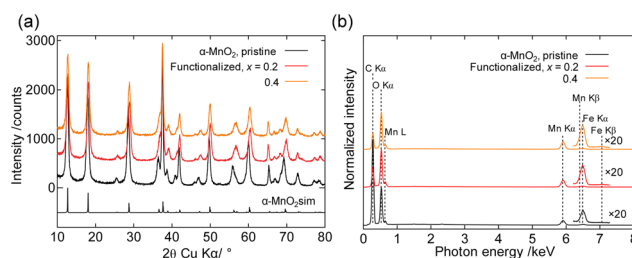 (a)
Intensity /counts
3000
2000
1000
0
α-MnO₂, pristine
Functionalized, x = 0.2
0.4
α-MnO₂sim
10 20 30 40 50 60 70 80
2θ Cu Kα/ °
(b)
Normalized intensity
α-MnO₂, pristine
Functionalized, x = 0.2
0.4
C Kα
O Kα
Mn L
Mn Kα
Mn Kβ
Fe Kα
Fe Kβ
×20
×20
×20
0 1 2 3 4 5 6 7 8
Photon energy /keV